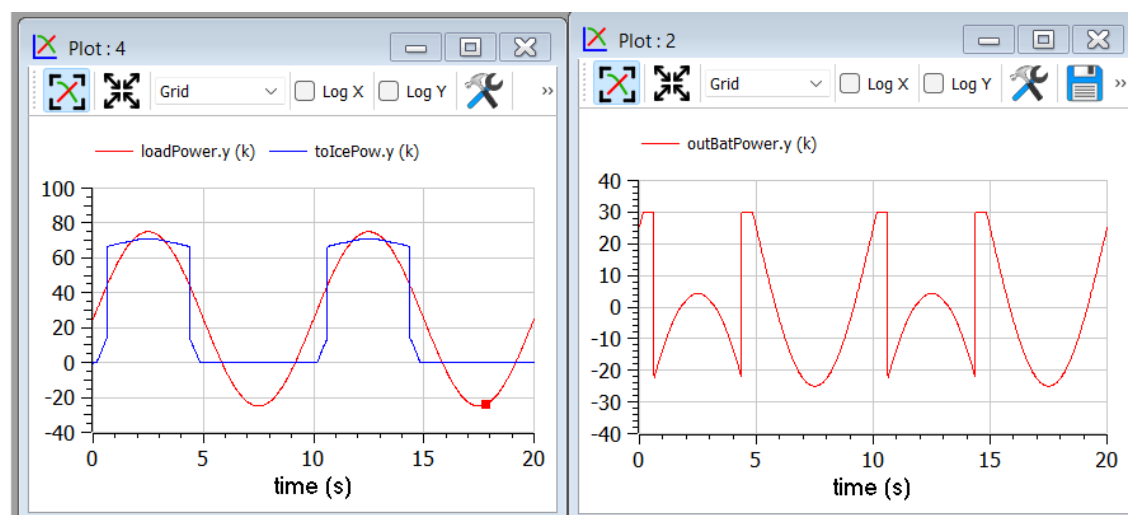 Plot : 4
Grid Log X Log Y »
loadPower.y (k) toIcePow.y (k)
100
80
60
40
20
0
-20
-40
0 5 10 15 20
time (s)
Plot : 2
Grid Log X Log Y »
outBatPower.y (k)
40
30
20
10
0
-10
-20
-30
-40
0 5 10 15 20
time (s)